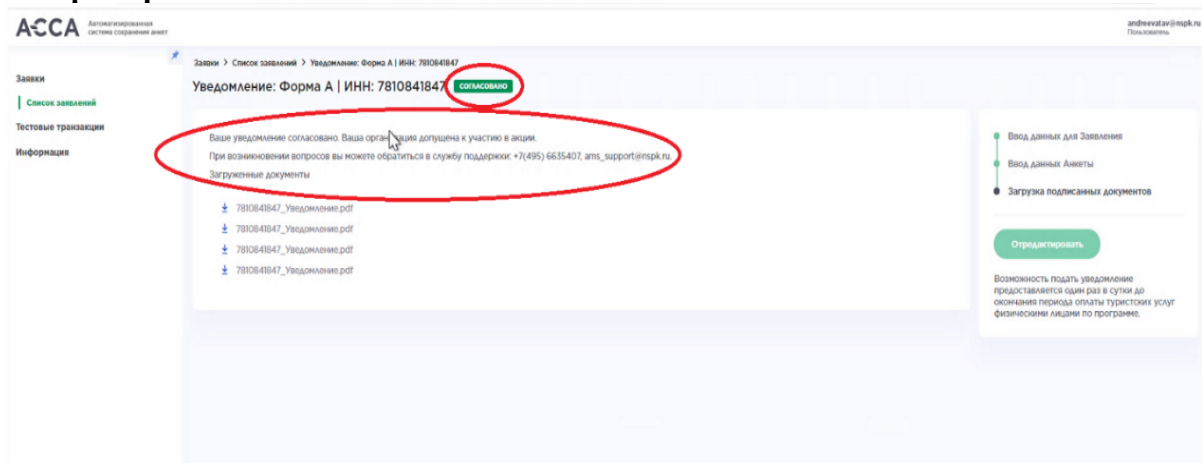 АССА
Автоматизированная
система сохранения анкет
andreevatav@nspk.ru
Пользователь
Заявки
Список заявлений
Тестовые транзакции
Информация
Заявки > Список заявлений > Уведомление: Форма А | ИНН: 7810841847
Уведомление: Форма А | ИНН: 7810841847 СОГЛАСОВАНО
Ваше уведомление согласовано. Ваша организация допущена к участию в акции.
При возникновении вопросов вы можете обратиться в службу поддержки: +7(495) 6635407, ams_support@nspk.ru.
Загруженные документы
7810841847_Уведомление.pdf
7810841847_Уведомление.pdf
7810841847_Уведомление.pdf
7810841847_Уведомление.pdf
Ввод данных для Заявления
Ввод данных Анкеты
Загрузка подписанных документов
Отредактировать
Возможность подать уведомление
предоставляется один раз в сутки до
окончания периода оплаты туристских услуг
физическими лицами по программе.